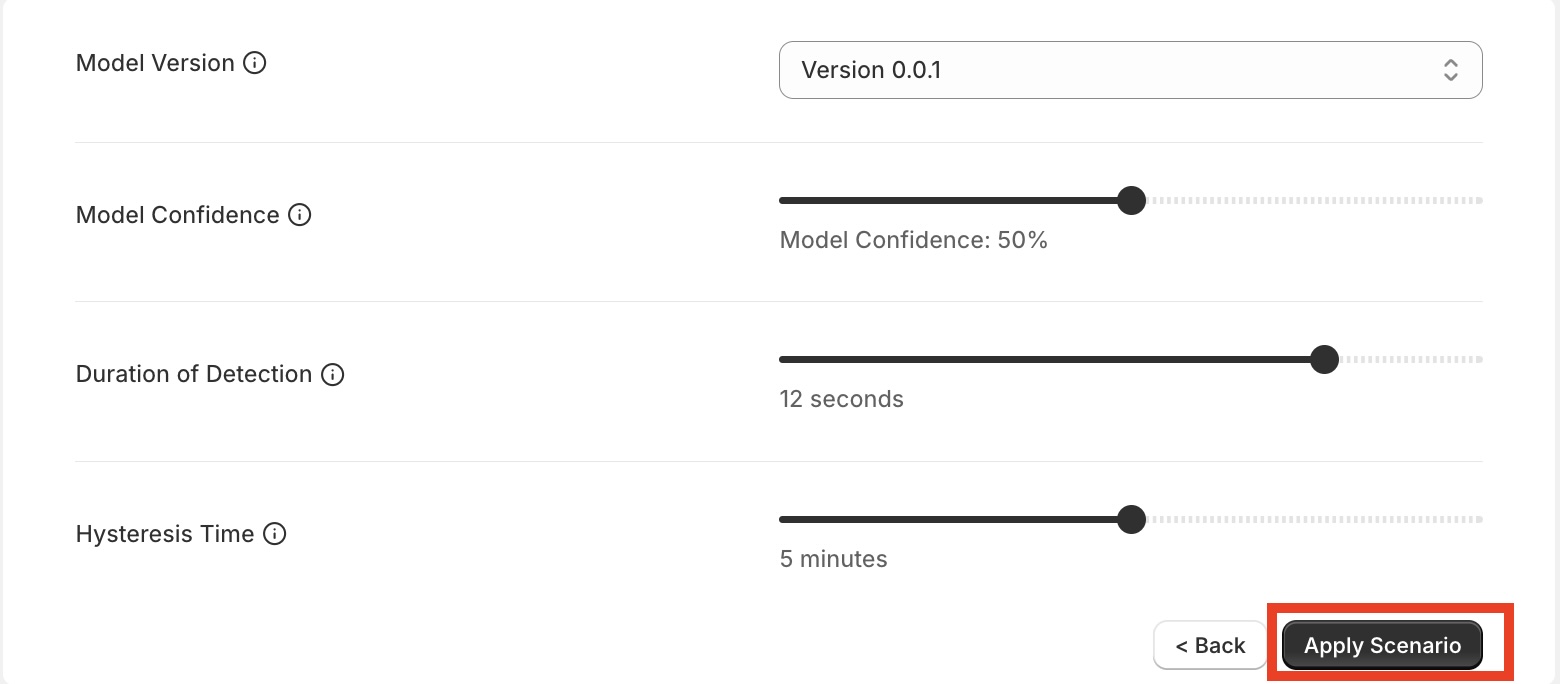 Model Version
Version 0.0.1
Model Confidence
Model Confidence: 50%
Duration of Detection
12 seconds
Hysteresis Time
5 minutes
< Back
Apply Scenario